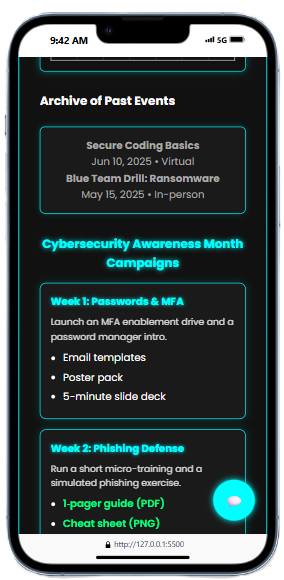 9:42 AM
5G
Archive of Past Events
Secure Coding Basics
Jun 10, 2025 • Virtual
Blue Team Drill: Ransomware
May 15, 2025 • In-person
Cybersecurity Awareness Month
Campaigns
Week 1: Passwords & MFA
Launch an MFA enablement drive and a
password manager intro.
• Email templates
• Poster pack
• 5-minute slide deck
Week 2: Phishing Defense
Run a short micro-training and a
simulated phishing exercise.
• 1-pager guide (PDF)
• Cheat sheet (PNG)
http://127.0.0.1:5500